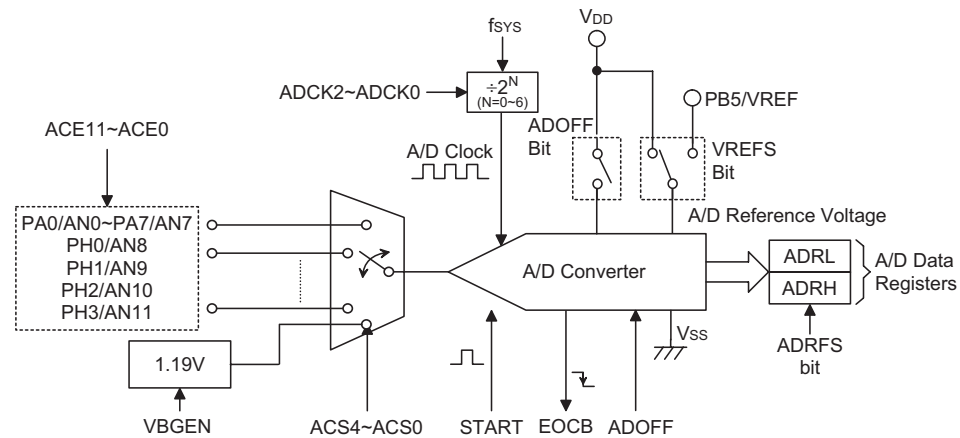 fSYS
VDD
÷2N
(N=0~6)
ADCK2~ADCK0
PB5/VREF
ADOFF
Bit
VREFS
Bit
ACE11~ACE0
A/D Clock
PA0/AN0~PA7/AN7
PH0/AN8
PH1/AN9
PH2/AN10
PH3/AN11
A/D Reference Voltage
A/D Converter
ADRL
ADRH
A/D Data
Registers
VSS
ADRFS
bit
1.19V
VBGEN
ACS4~ACS0
START
EOCB
ADOFF